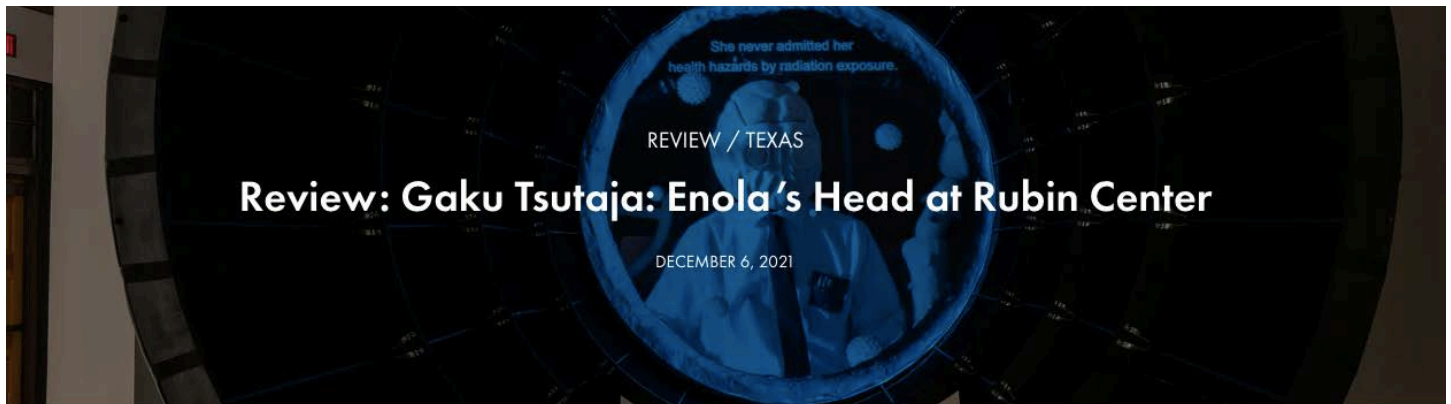 She never admitted her
health hazards by radiation exposure.
REVIEW / TEXAS
Review: Gaku Tsutaja: Enola's Head at Rubin Center
DECEMBER 6, 2021